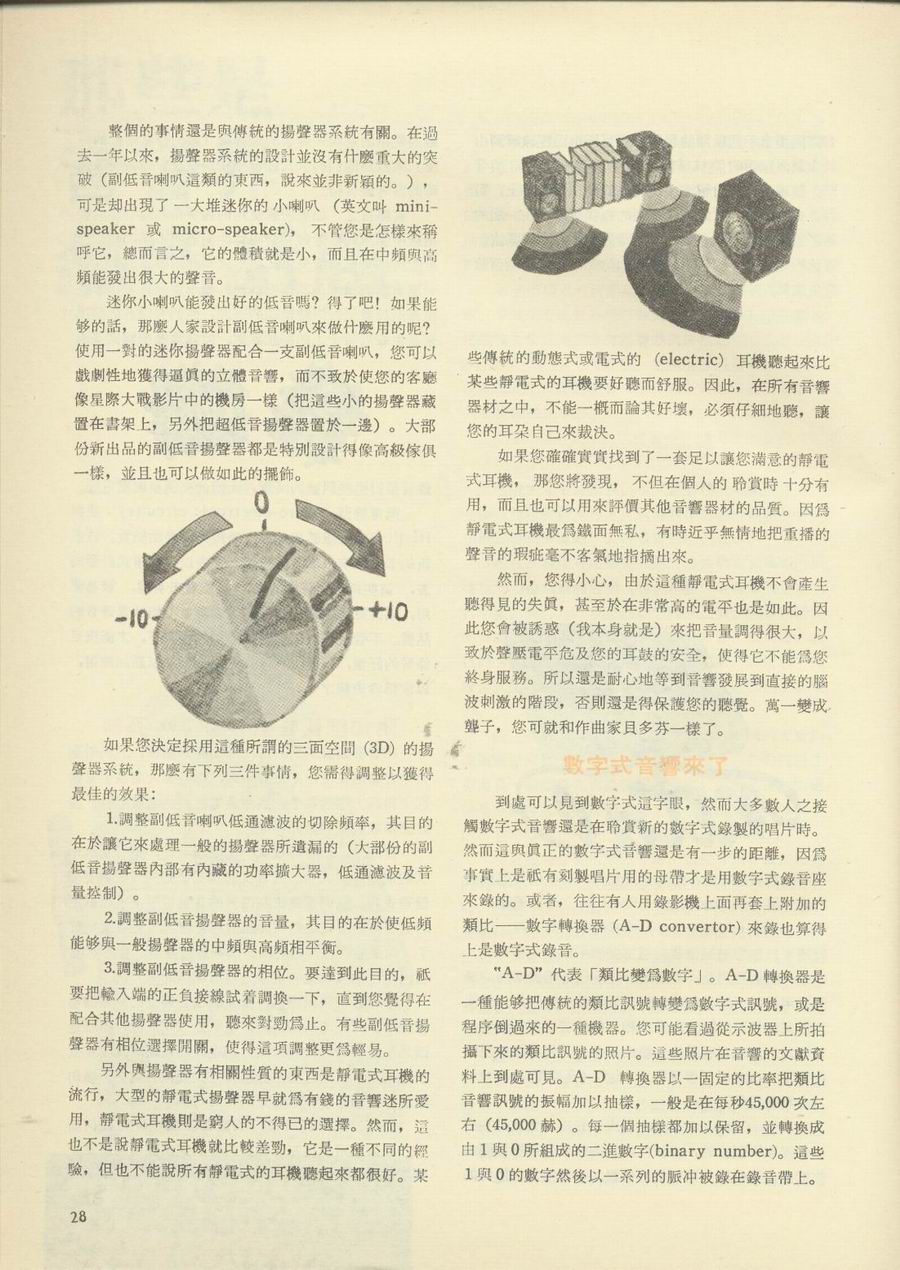 整個的事情還是與傳統的揚聲器系統有關。在過
去一年以來，揚聲器系統的設計並沒有什麼重大的突
破（副低音喇叭這類的東西，說來並非新穎的。），
可是却出現了一大堆迷你的小喇叭（英文叫 mini-
speaker 或 micro-speaker)，不管您是怎樣來稱
呼它，總而言之，它的體積就是小，而且在中頻與高
頻能發出很大的聲音。
迷你小喇叭能發出好的低音嗎？得了吧！如果能
够的話，那麼人家設計副低音喇叭來做什麼用的呢？
使用一對的迷你揚聲器配合一支副低音喇叭，您可以
戲劇性地獲得逼眞的立體音響，而不致於使您的客廳
像星際大戰影片中的機房一樣（把這些小的揚聲器藏
置在書架上，另外把超低音揚聲器置於一邊）。大部
份新出品的副低音揚聲器都是特別設計得像高級傢俱
一樣，並且也可以做如此的擺飾。
0
-10
+10
如果您決定採用這種所謂的三面空間 (3D) 的揚
聲器系統，那麼有下列三件事情，您需得調整以獲得
最佳的效果：
1.調整副低音喇叭低通濾波的切除頻率，其目的
在於讓它來處理一般的揚聲器所遺漏的（大部份的副
低音揚聲器內部有內藏的功率擴大器，低通濾波及音
量控制）。
2.調整副低音揚聲器的音量，其目的在於使低頻
能够與一般揚聲器的中頻與高頻相平衡。
3.調整副低音揚聲器的相位。要達到此目的，祇
要把輸入端的正負接線試着調換一下，直到您覺得在
配合其他揚聲器使用，聽來對勁爲止。有些副低音揚
聲器有相位選擇開關，使得這項調整更爲輕易。
另外與揚聲器有相關性質的東西是靜電式耳機的
流行，大型的靜電式揚聲器早就爲有錢的音響迷所愛
用，靜電式耳機則是窮人的不得已的選擇。然而，這
也不是說靜電式耳機就比較差勁，它是一種不同的經
驗，但也不能說所有靜電式的耳機聽起來都很好。某
些傳統的動態式或電式的 （electric）耳機聽起來比
某些靜電式的耳機要好聽而舒服。因此，在所有音響
器材之中，不能一概而論其好壞，必須仔細地聽，讓
您的耳朶自己來裁決。
如果您確確實實找到了一套足以讓您滿意的靜電
式耳機，那您將發現，不但在個人的聆賞時十分有
用，而且也可以用來評價其他音響器材的品質。因爲
靜電式耳機最爲鐵面無私，有時近乎無情地把重播的
聲音的瑕疵毫不客氣地指摘出來。
然而，您得小心，由於這種靜電式耳機不會產生
聽得見的失眞，甚至於在非常高的電平也是如此。因
此您會被誘惑（我本身就是）來把音量調得很大，以
致於聲壓電平危及您的耳鼓的安全，使得它不能爲您
終身服務。所以還是耐心地等到音響發展到直接的腦
波刺激的階段，否則還是得保護您的聽覺。萬一變成
聾子，您可就和作曲家貝多芬一樣了。
數字式音響來了
到處可以見到數字式這字眼，然而大多數人之接
觸數字式音響還是在聆賞新的數字式錄製的唱片時。
然而這與眞正的數字式音響還是有一步的距離，因爲
事實上是祇有刻製唱片用的母帶才是用數字式錄音座
來錄的。或者，往往有人用錄影機上面再套上附加的
類比——數字轉換器 (A-D convertor) 來錄也算得
上是數字式錄音。
“A-D” 代表「類比變爲數字」。A-D 轉換器是
一種能够把傳統的類比訊號轉變爲數字式訊號，或是
程序倒過來的一種機器。您可能看過從示波器上所拍
攝下來的類比訊號的照片。這些照片在音響的文獻資
料上到處可見。A-D 轉換器以一固定的比率把類比
音響訊號的振幅加以抽樣，一般是在每秒45,000 次左
右（45,000 赫）。每一個抽樣都加以保留，並轉換成
由 1 與 0 所組成的二進數字(binary number)。這些
1 與 0 的數字然後以一系列的脈冲被錄在錄音帶上。
28